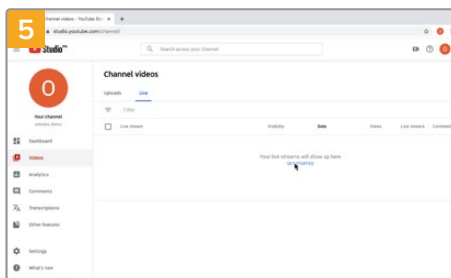 5
hannel videos - YouTube St
studio.youtube.com/channel/
Studio
Search across your channel
O
Channel videos
Uploads
Live
Filter
Live stream
Visibility
Date
Views
Live viewers
Comment
Your live streams will show up here
GET STARTED
O
Your channel
Dashboard
Videos
Analytics
Comments
Transcriptions
Other features
Settings
What's new